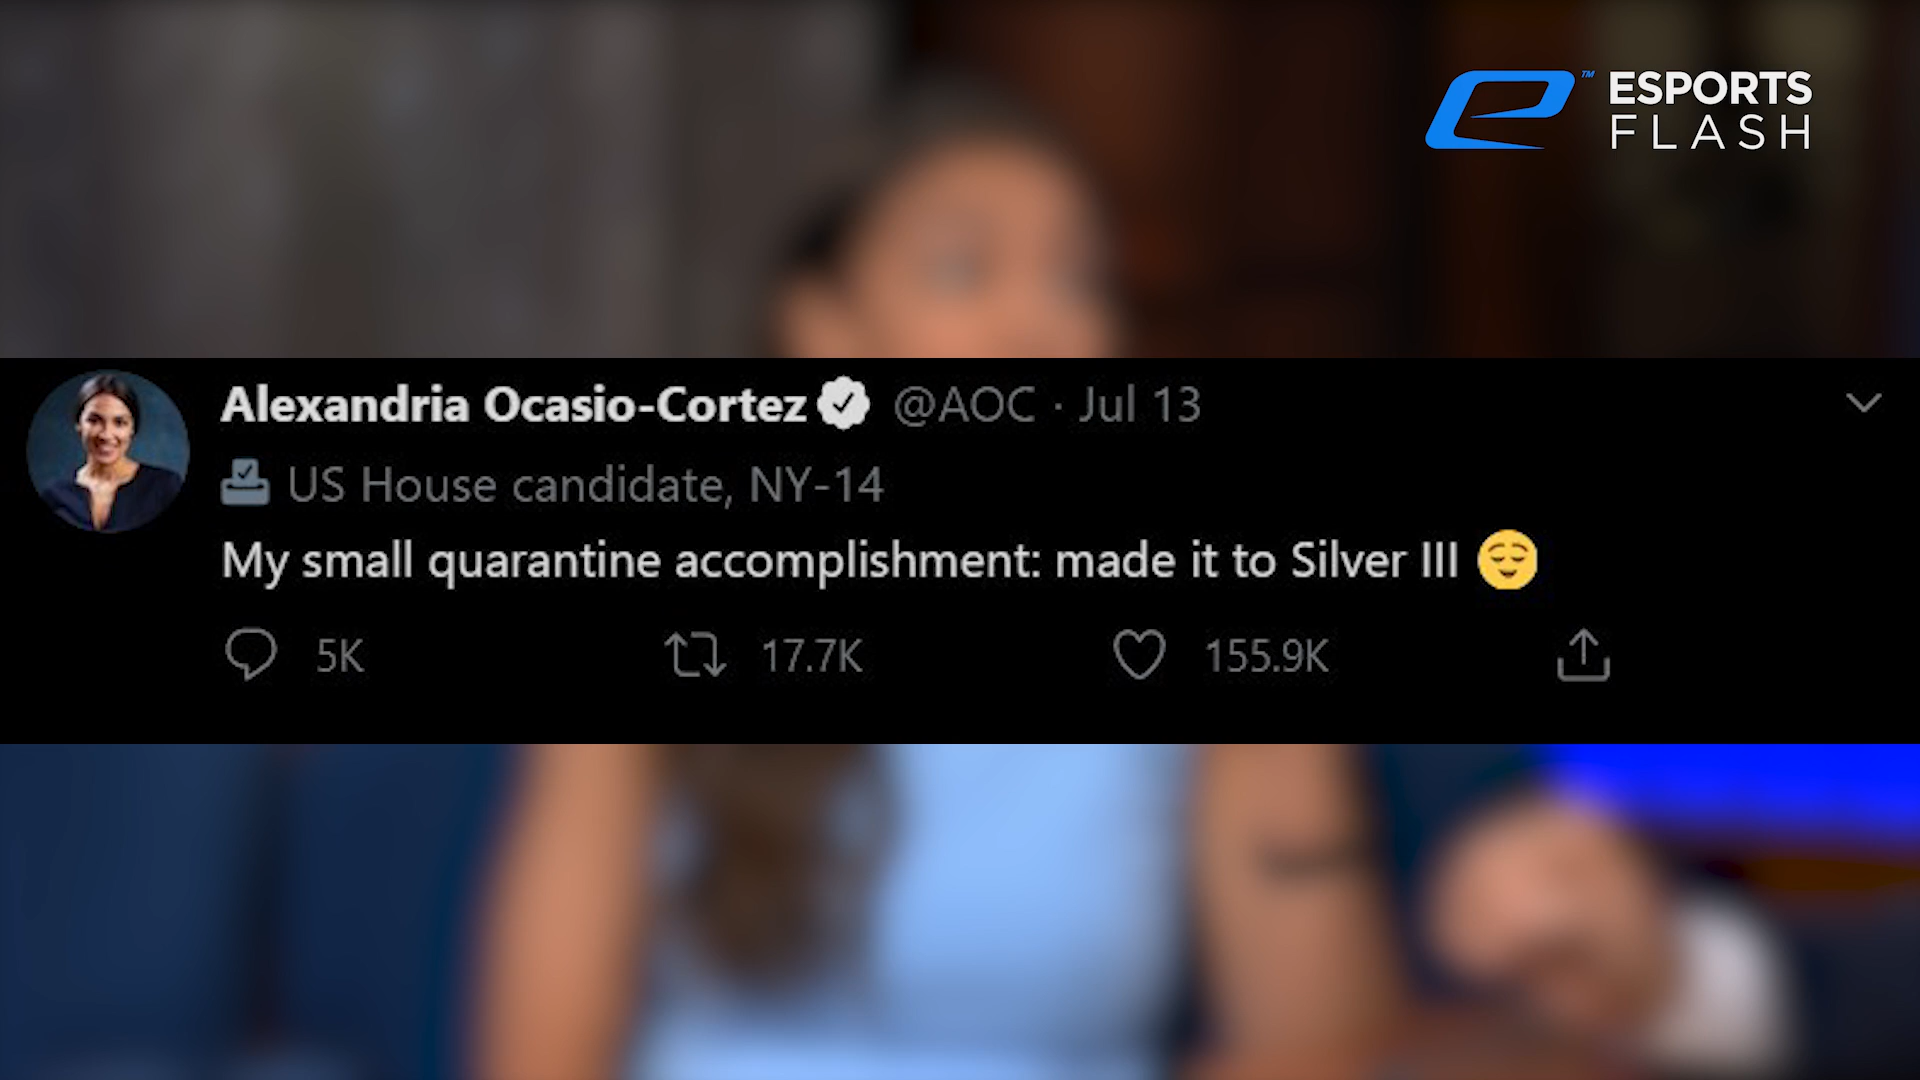 ESPORTS
FLASH
Alexandria Ocasio-Cortez @AOC · Jul 13
US House candidate, NY-14
My small quarantine accomplishment: made it to Silver III 😌
5K 17.7K 155.9K